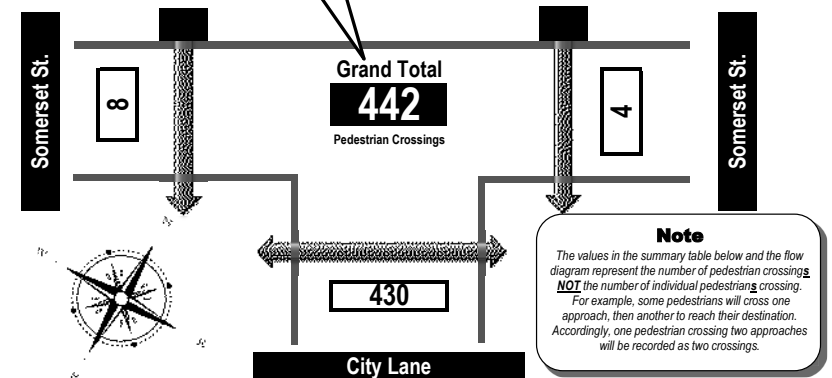 Somerset St.
8
Grand Total
442
Pedestrian Crossings
4
Somerset St.
430
City Lane
Note
The values in the summary table below and the flow
diagram represent the number of pedestrian crossings
NOT the number of individual pedestrians crossing.
For example, some pedestrians will cross one
approach, then another to reach their destination.
Accordingly, one pedestrian crossing two approaches
will be recorded as two crossings.